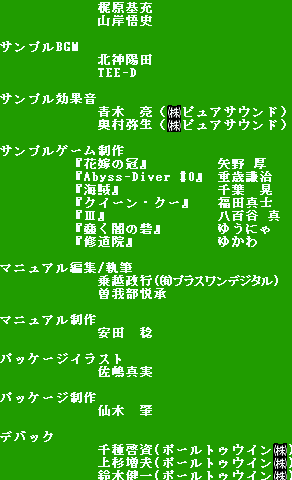 梶原基充
山岸悟史
サンプルBGM
北神陽田
TEE-D
サンプル効果音
青木　亮(㈱ピュアサウンド)
奥村弥生(㈱ピュアサウンド)
サンプルゲーム制作
『花嫁の冠』 矢野 厚
『Abyss-Diver #0』 重歳謙治
『海賊』 千葉　晃
『クイーン・クー』 福田真士
『Ⅲ』 八百谷 真
『蠢く闇の砦』 ゆうにゃ
『修道院』 ゆかわ
マニュアル編集/執筆
乗越政行(㈲プラスワンデジタル)
曽我部悦承
マニュアル制作
安田　稔
パッケージイラスト
佐嶋真実
パッケージ制作
仙木　肇
デバック
千種啓資(ポールトゥウイン㈱)
上杉増夫(ポールトゥウイン㈱)
鈴木健一(ポールトゥウイン㈱)